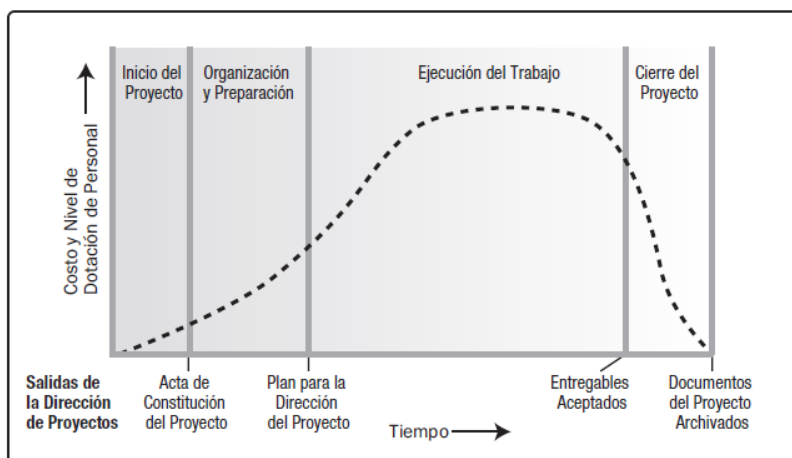 Inicio del
Proyecto
Organización
y Preparación
Ejecución del Trabajo
Cierre del
Proyecto
Costo y Nivel de
Dotación de Personal
Salidas de
la Dirección
de Proyectos
Acta de
Constitución
del Proyecto
Plan para la
Dirección
del Proyecto
Tiempo
Entregables
Aceptados
Documentos
del Proyecto
Archivados